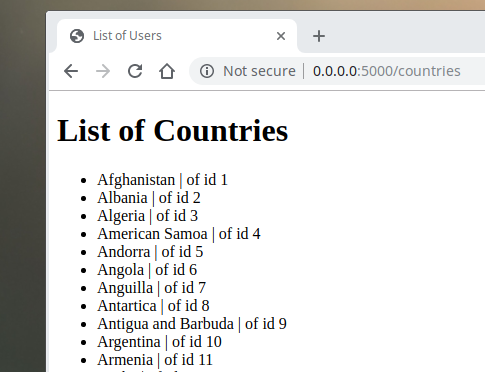 List of Users
Not secure | 0.0.0.0:5000/countries
List of Countries
Afghanistan | of id 1
Albania | of id 2
Algeria | of id 3
American Samoa | of id 4
Andorra | of id 5
Angola | of id 6
Anguilla | of id 7
Antartica | of id 8
Antigua and Barbuda | of id 9
Argentina | of id 10
Armenia | of id 11